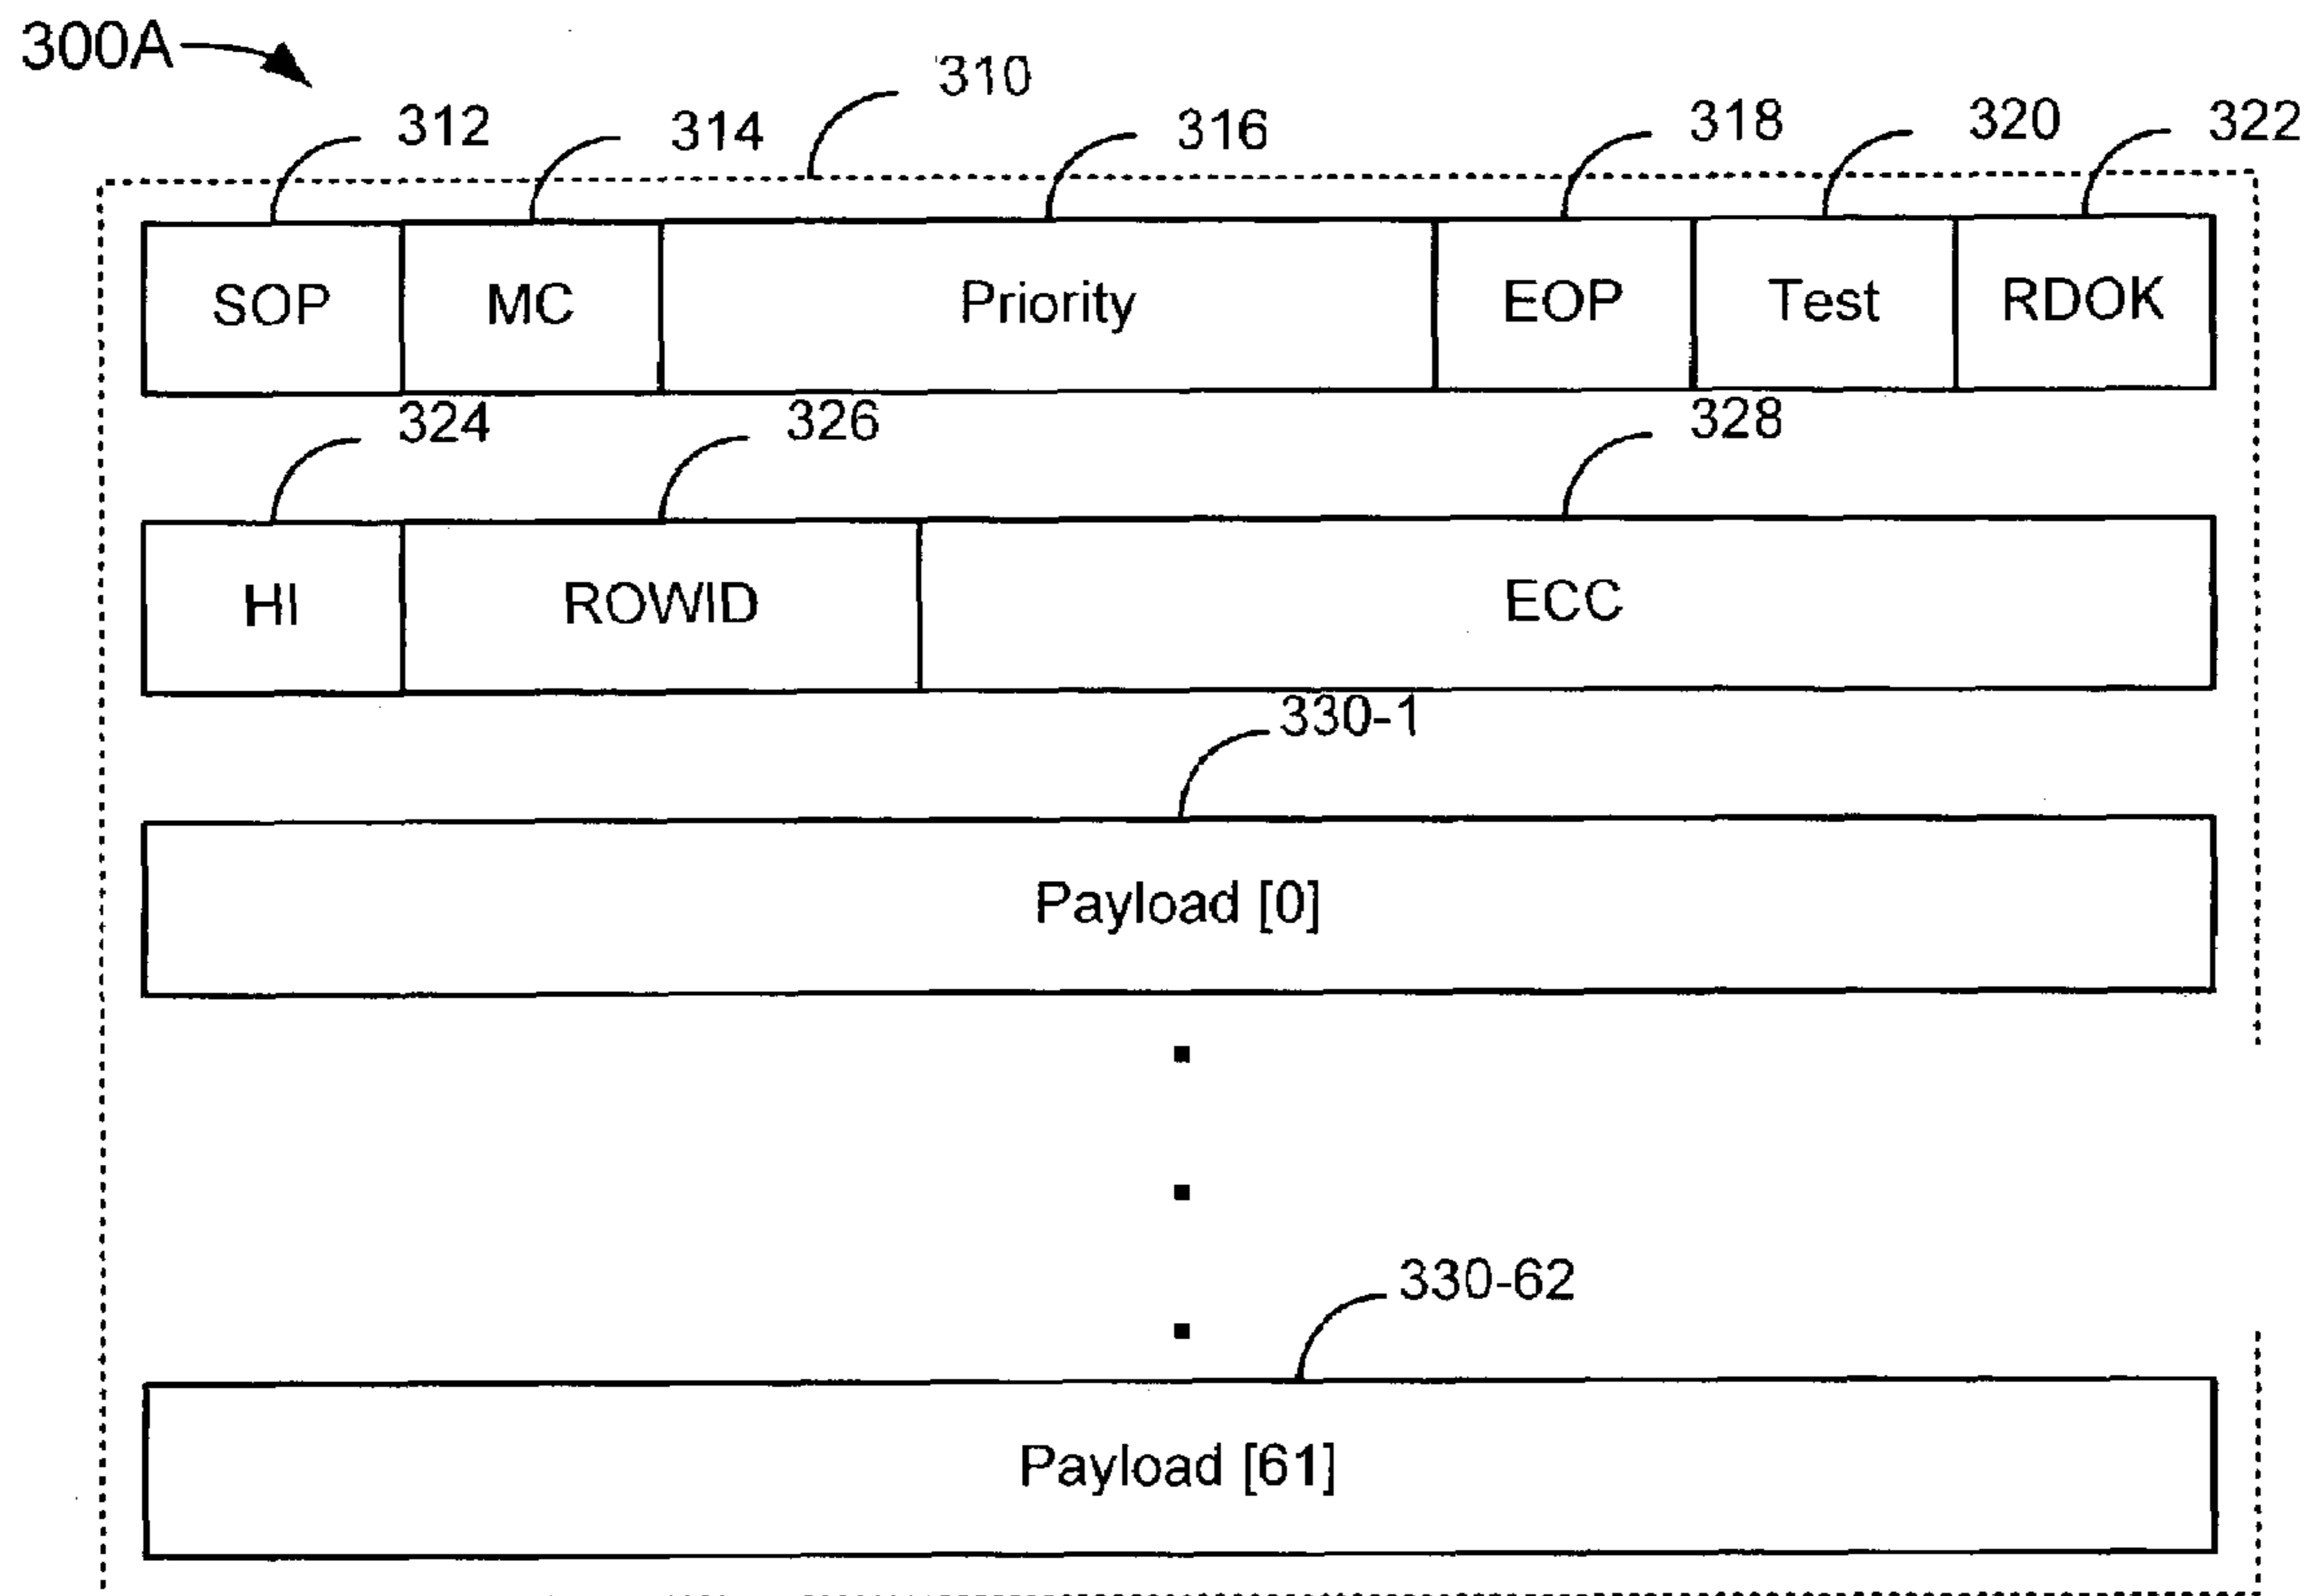 300A
310
312 314 316 318 320 322
SOP MC Priority EOP Test RDOK
324 326 328
HI ROWID ECC
330-1
Payload [0]
330-62
Payload [61]